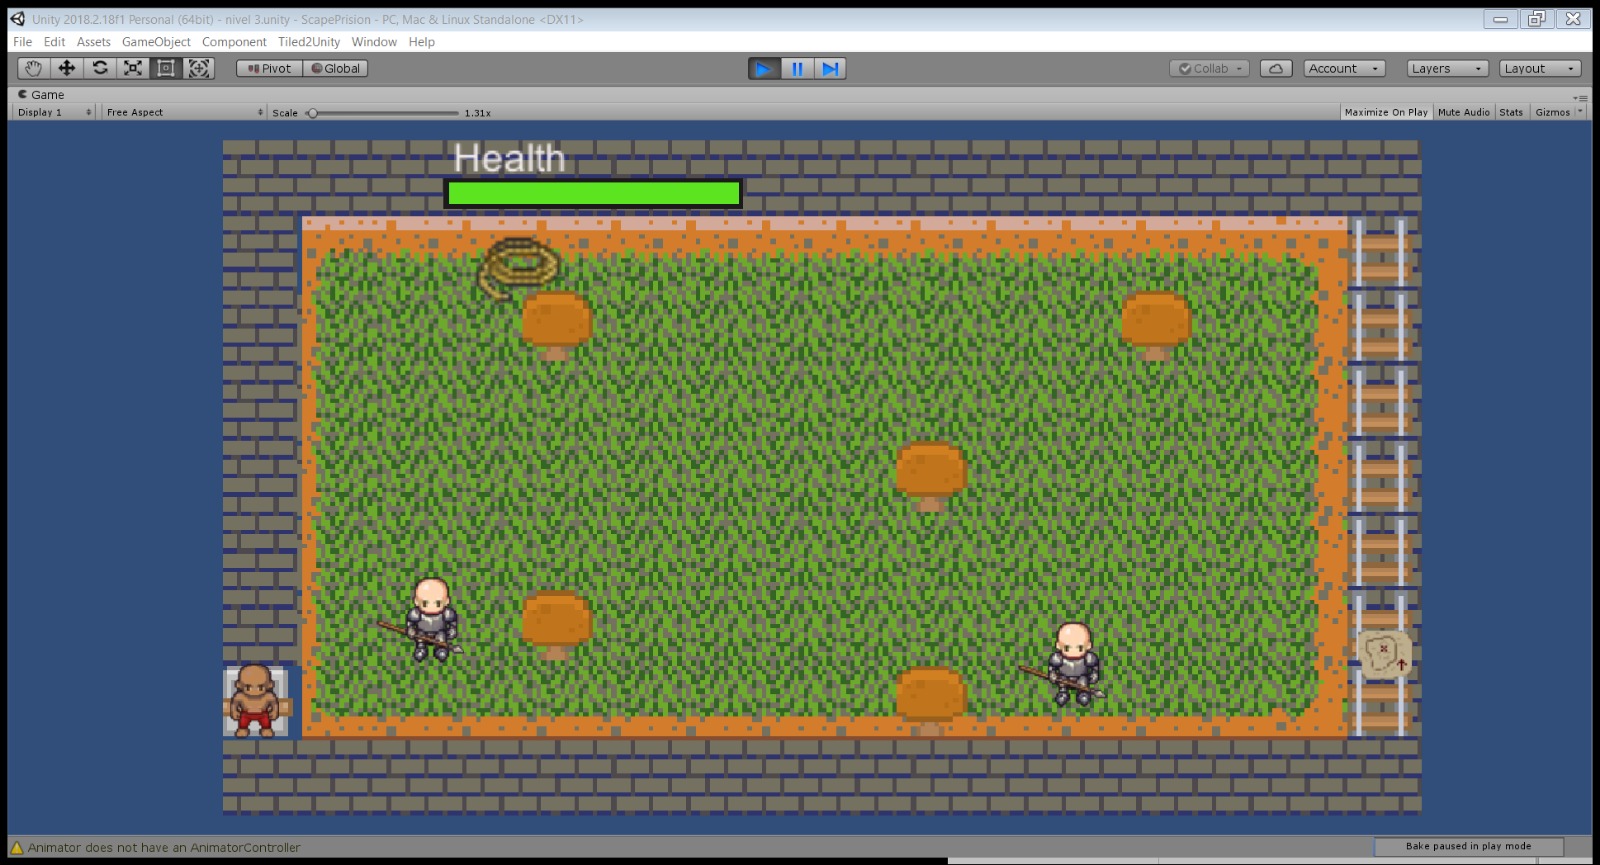 Unity 2018.2.18f1 Personal (64bit) - nivel 3.unity - ScapePrision - PC, Mac & Linux Standalone <DX11>
File Edit Assets GameObject Component Tiled2Unity Window Help
Pivot Global Collab Account Layers Layout
Game
Display 1 Free Aspect Scale 1.31x Maximize On Play Mute Audio Stats Gizmos
Health
Animator does not have an AnimatorController
Bake paused in play mode